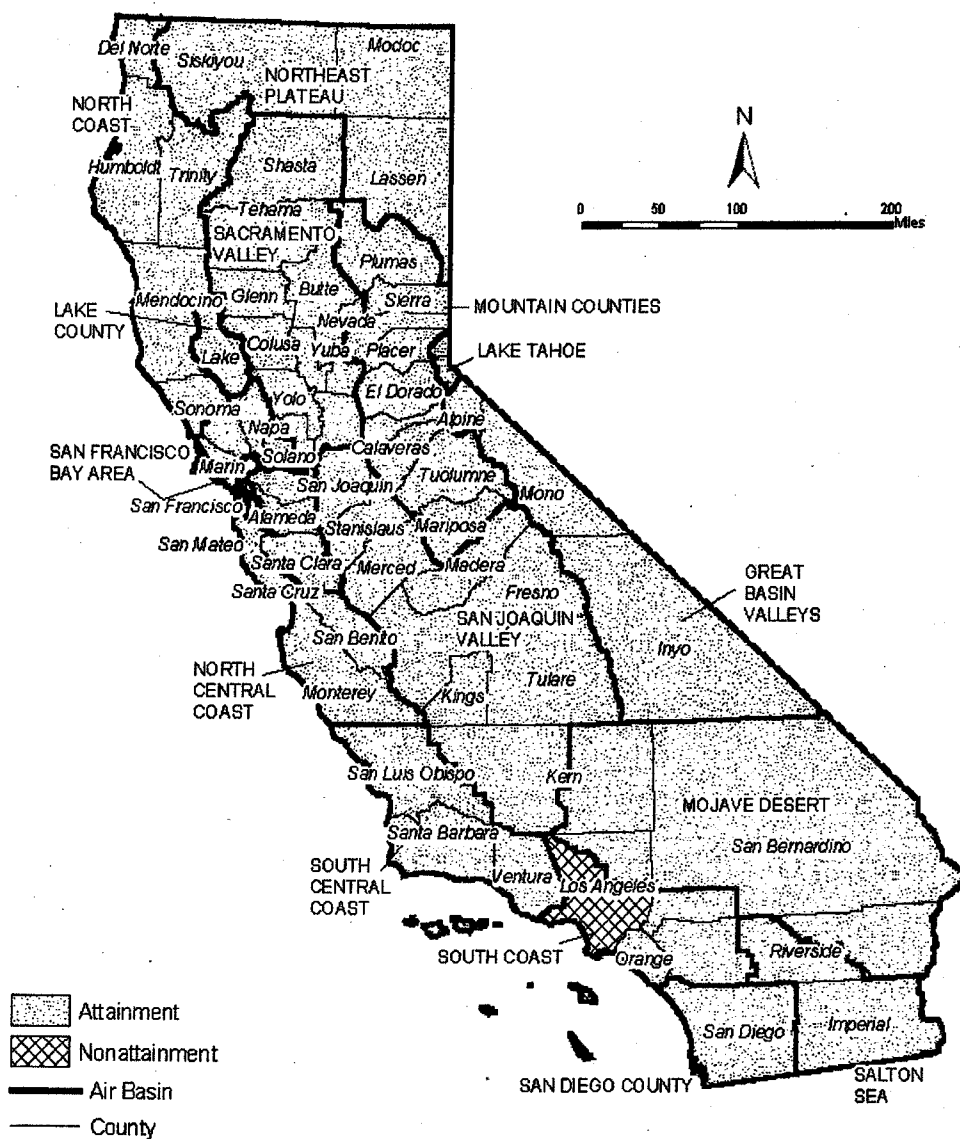 Del Norte
Siskiyou
Modoc
NORTHEAST
PLATEAU
NORTH
COAST
N
Humboldt
Trinity
Shasta
Lassen
0 50 100 200
Miles
Tehama
SACRAMENTO
VALLEY
Plumas
Mendocino
Glenn
Butte
Sierra
MOUNTAIN COUNTIES
LAKE
COUNTY
Nevada
Colusa
Yuba
Placer
LAKE TAHOE
Lake
El Dorado
Sonoma
Yolo
Napa
Alpine
SAN FRANCISCO
BAY AREA
Marin
Solano
Calaveras
Tuolumne
San Joaquin
Mono
San Francisco
Alameda
Stanislaus
Mariposa
San Mateo
Santa Clara
Merced
Madera
Santa Cruz
Fresno
GREAT
BASIN
VALLEYS
San Benito
SAN JOAQUIN
VALLEY
Inyo
NORTH
CENTRAL
COAST
Monterey
Kings
Tulare
San Luis Obispo
Kern
MOJAVE DESERT
Santa Barbara
San Bernardino
SOUTH
CENTRAL
COAST
Ventura
Los Angeles
SOUTH COAST
Orange
Riverside
Attainment
San Diego
Imperial
Nonattainment
SAN DIEGO COUNTY
SALTON
SEA
Air Basin
County